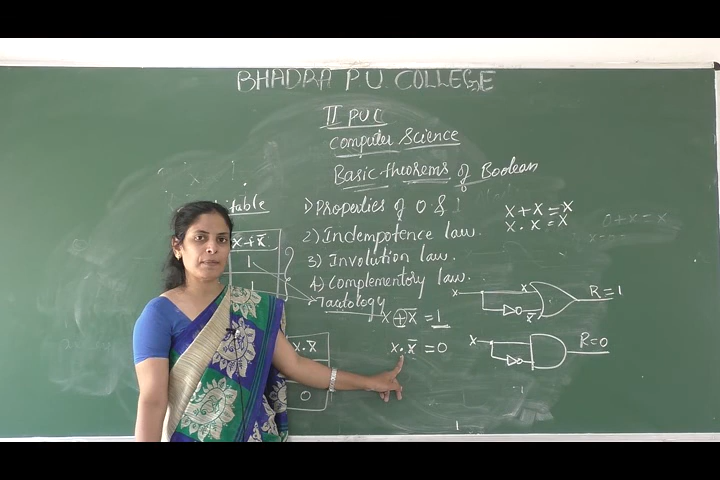 BHADRA P.U. COLLEGE
II PUC
Computer Science
Basic theorems of Boolean
table
X+X̄
1
1
X.X̄
0
1) Properties of 0 & 1
2) Indempotence law.
3) Involution law.
4) Complementory law.
Tautology
X+X̄ = 1
X.X̄ = 0
X+X=X
X.X=X
0+X=X
X
X
X̄
R=1
X
R=0